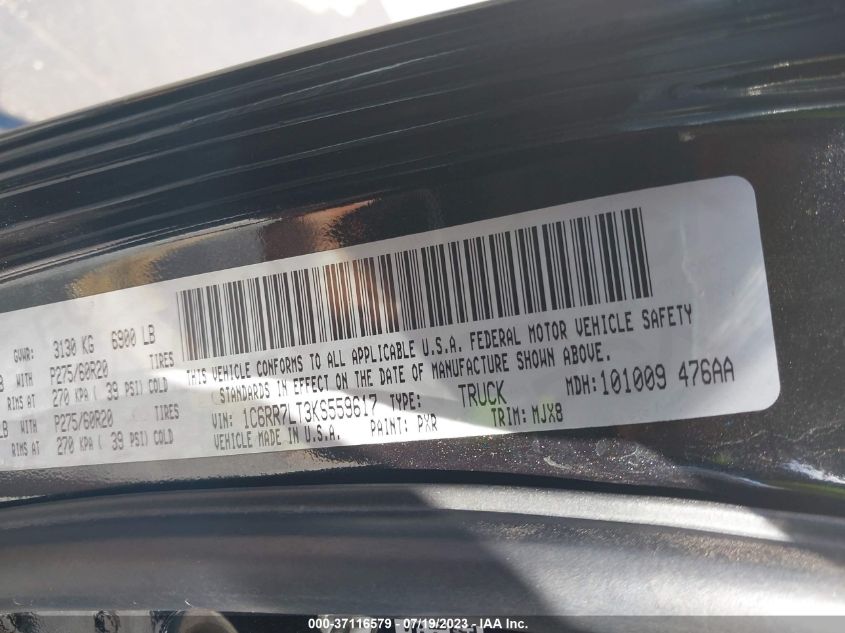 GVWR: 3130 KG 6900 LB
WITH P275/60R20 TIRES
RIMS AT 270 KPA ( 39 PSI) COLD
LB WITH P275/60R20 TIRES
RIMS AT 270 KPA ( 39 PSI) COLD
THIS VEHICLE CONFORMS TO ALL APPLICABLE U.S.A. FEDERAL MOTOR VEHICLE SAFETY
STANDARDS IN EFFECT ON THE DATE OF MANUFACTURE SHOWN ABOVE.
VIN: 1C6RR7LT3KS559617 TYPE: TRUCK MDH: 101009 476AA
VEHICLE MADE IN U.S.A. PAINT: PXR TRIM: MJX8
000-37116579 - 07/19/2023 - IAA Inc.